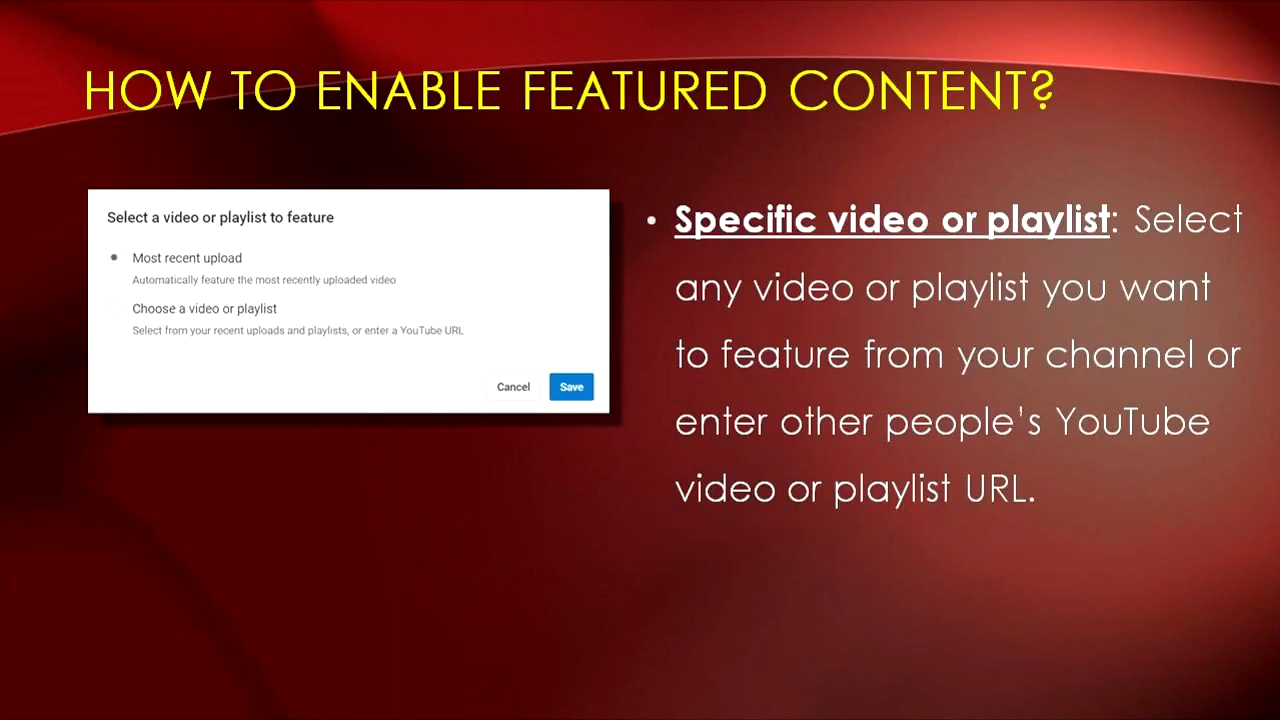 HOW TO ENABLE FEATURED CONTENT?
Select a video or playlist to feature
Most recent upload
Automatically feature the most recently uploaded video
Choose a video or playlist
Select from your recent uploads and playlists, or enter a YouTube URL
Cancel Save
• Specific video or playlist: Select
any video or playlist you want
to feature from your channel or
enter other people's YouTube
video or playlist URL.